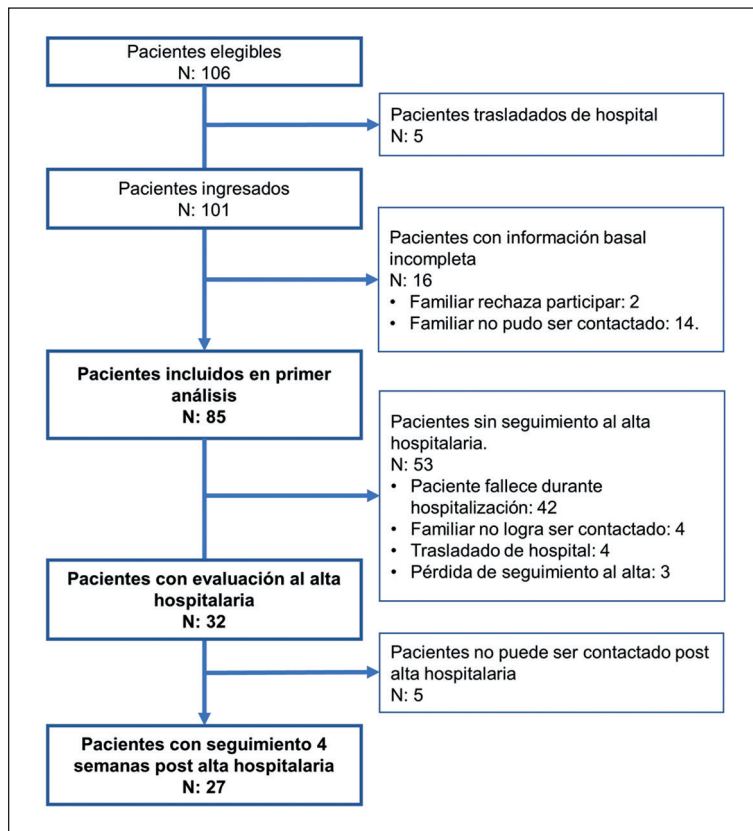 Pacientes elegibles
N: 106
Pacientes trasladados de hospital
N: 5
Pacientes ingresados
N: 101
Pacientes con información basal
incompleta
N: 16
• Familiar rechaza participar: 2
• Familiar no pudo ser contactado: 14.
Pacientes incluidos en primer
análisis
N: 85
Pacientes sin seguimiento al alta
hospitalaria.
N: 53
• Paciente fallece durante
hospitalización: 42
• Familiar no logra ser contactado: 4
• Trasladado de hospital: 4
• Pérdida de seguimiento al alta: 3
Pacientes con evaluación al alta
hospitalaria
N: 32
Pacientes no puede ser contactado post
alta hospitalaria
N: 5
Pacientes con seguimiento 4
semanas post alta hospitalaria
N: 27